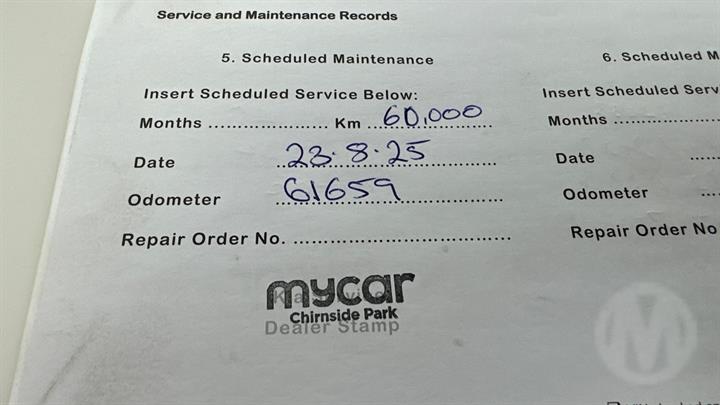 Service and Maintenance Records
5. Scheduled Maintenance
Insert Scheduled Service Below:
Months ..................... Km 60,000
Date 23.8.25
Odometer 61659
Repair Order No. ....................................
mycar
Chirnside Park
Dealer Stamp
6. Scheduled M
Insert Scheduled Serv
Months ...................
Date ......
Odometer ....
Repair Order No
M